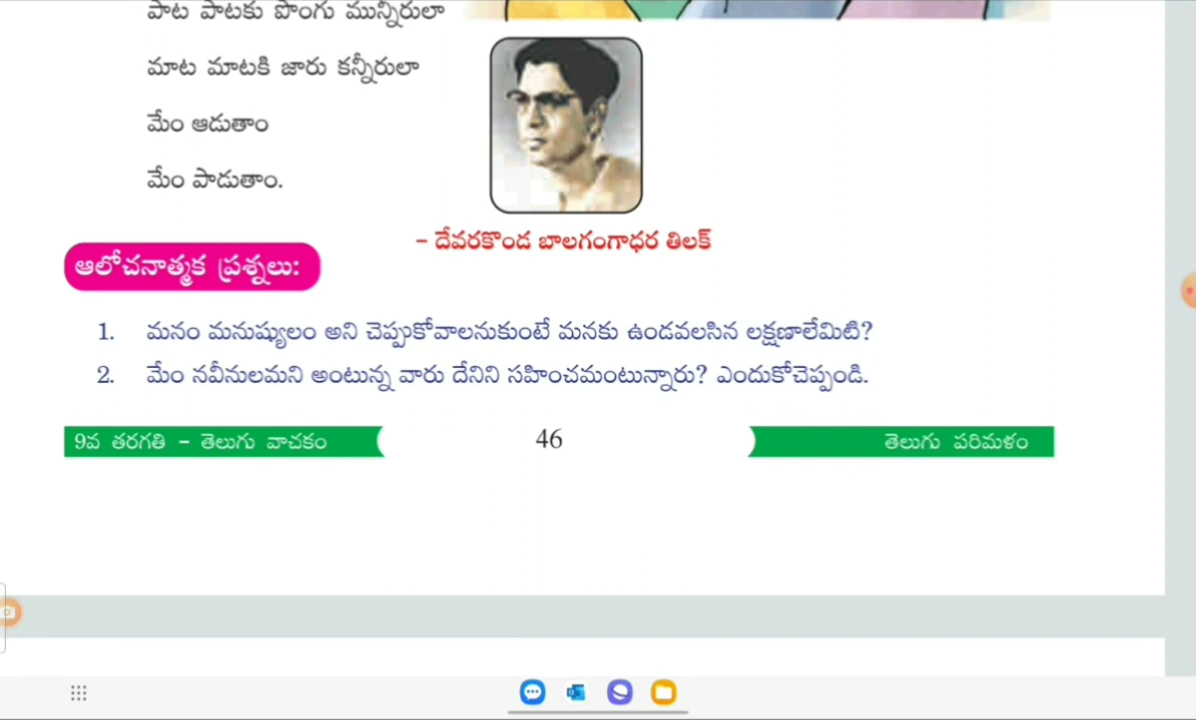 పాట పాటకు పొంగు మున్నీరులా
మాట మాటకి జారు కన్నీరులా
మేం ఆడుతాం
మేం పాడుతాం.
– దేవరకొండ బాలగంగాధర తిలక్
ఆలోచనాత్మక ప్రశ్నలు:
1. మనం మనుష్యులం అని చెప్పుకోవాలనుకుంటే మనకు ఉండవలసిన లక్షణాలేమిటి?
2. మేం నవీనులమని అంటున్న వారు దేనిని సహించమంటున్నారు? ఎందుకోచెప్పండి.
9వ తరగతి – తెలుగు వాచకం 46 తెలుగు పరిమళం